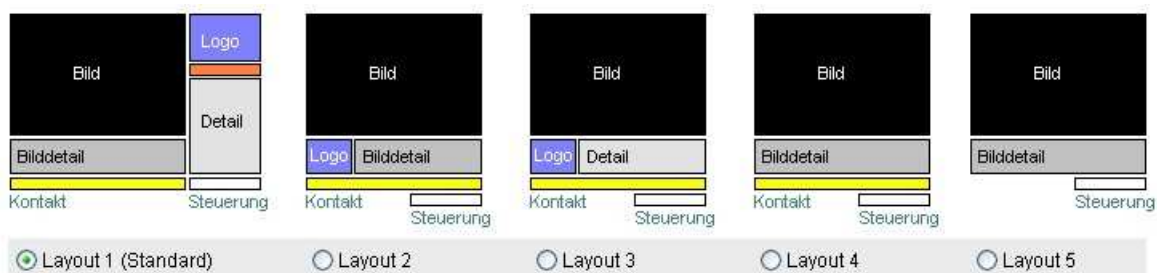 Logo
Bild
Detail
Bilddetail
Kontakt Steuerung
Bild
Logo Bilddetail
Kontakt
Steuerung
Bild
Logo Detail
Kontakt
Steuerung
Bild
Bilddetail
Kontakt
Steuerung
Bild
Bilddetail
Steuerung
Layout 1 (Standard) Layout 2 Layout 3 Layout 4 Layout 5